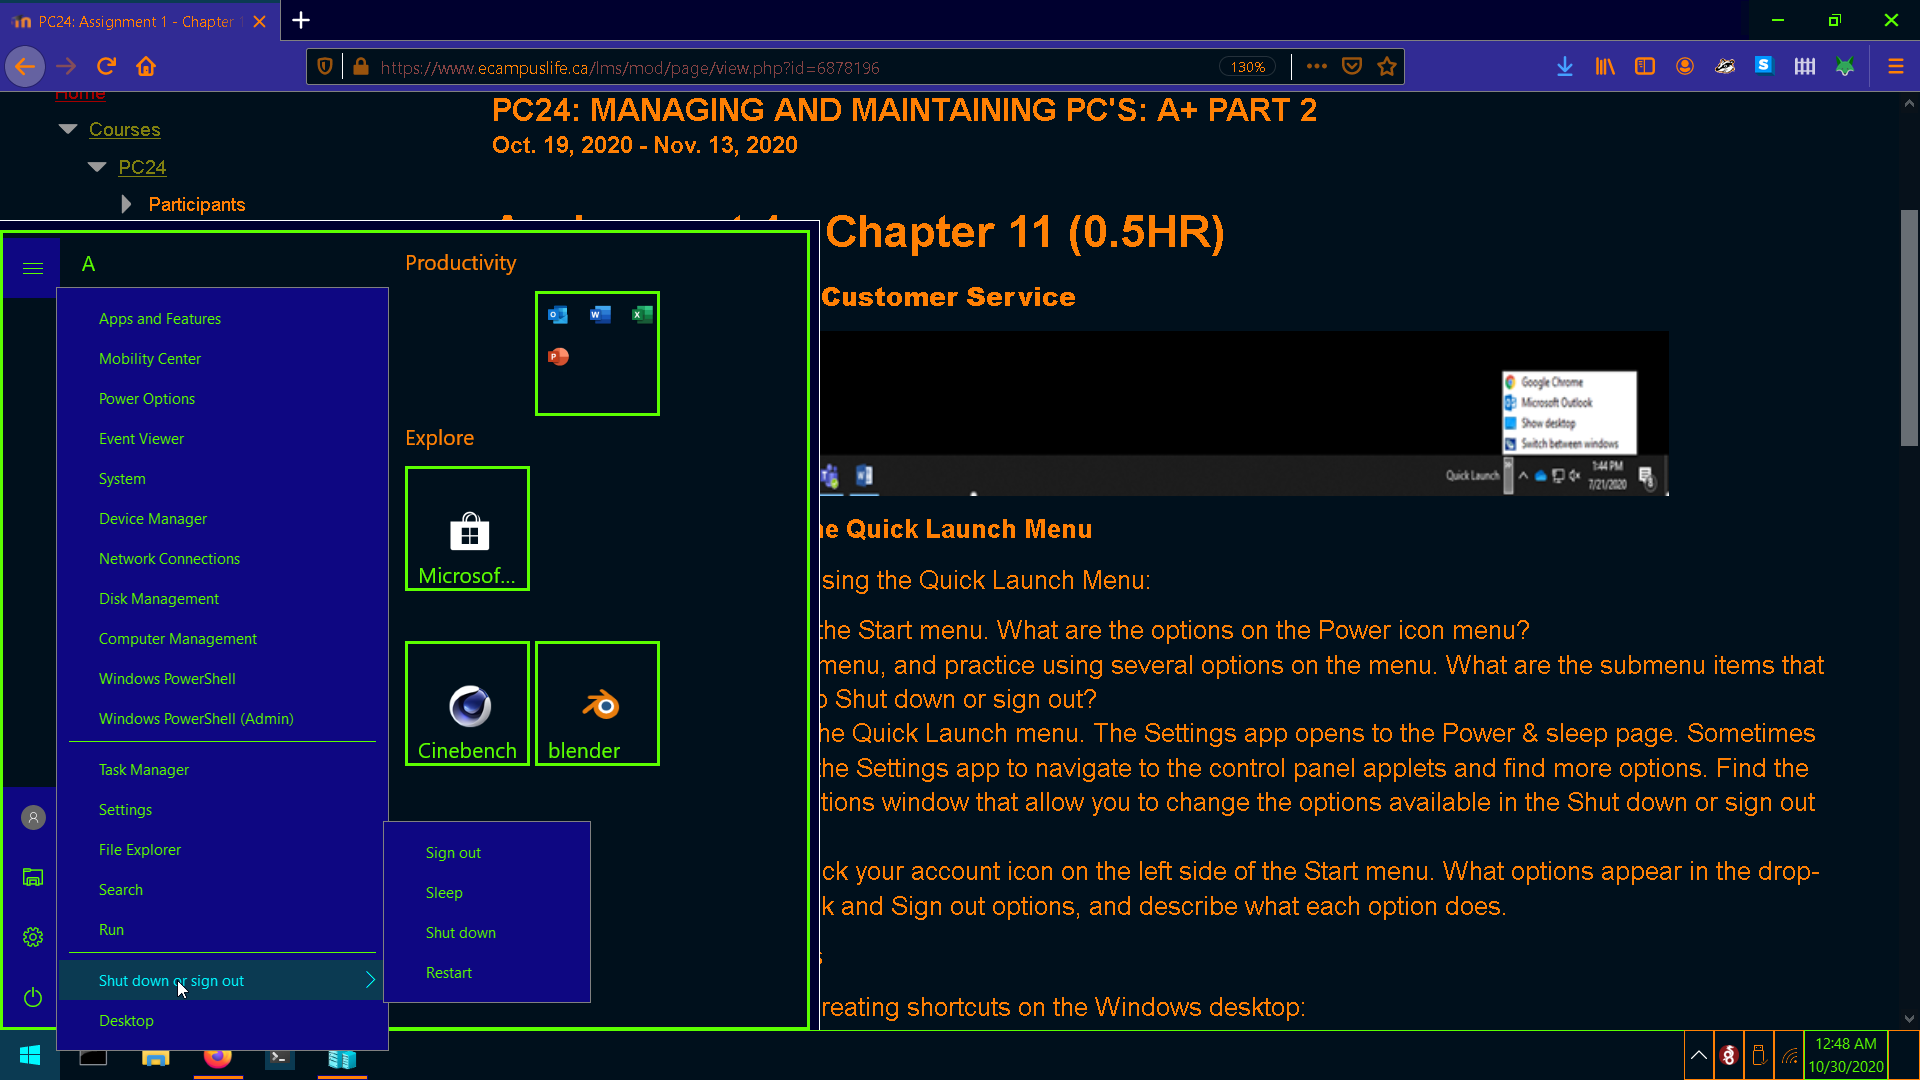 PC24: Assignment 1 - Chapter 1
https://www.ecampuslife.ca/lms/mod/page/view.php?id=6878196
130%
Home
Courses
PC24
Participants
PC24: MANAGING AND MAINTAINING PC'S: A+ PART 2
Oct. 19, 2020 - Nov. 13, 2020
Chapter 11 (0.5HR)
Customer Service
A
Apps and Features
Mobility Center
Power Options
Event Viewer
System
Device Manager
Network Connections
Disk Management
Computer Management
Windows PowerShell
Windows PowerShell (Admin)
Task Manager
Settings
File Explorer
Search
Run
Shut down or sign out
Desktop
Sign out
Sleep
Shut down
Restart
Productivity
Explore
Microsof...
Cinebench
blender
Google Chrome
Microsoft Outlook
Show desktop
Switch between windows
Quick Launch
1:44 PM
7/21/2020
Quick Launch Menu
sing the Quick Launch Menu:
the Start menu. What are the options on the Power icon menu?
menu, and practice using several options on the menu. What are the submenu items that
Shut down or sign out?
he Quick Launch menu. The Settings app opens to the Power & sleep page. Sometimes
the Settings app to navigate to the control panel applets and find more options. Find the
tions window that allow you to change the options available in the Shut down or sign out
ck your account icon on the left side of the Start menu. What options appear in the drop-
k and Sign out options, and describe what each option does.
reating shortcuts on the Windows desktop:
12:48 AM
10/30/2020